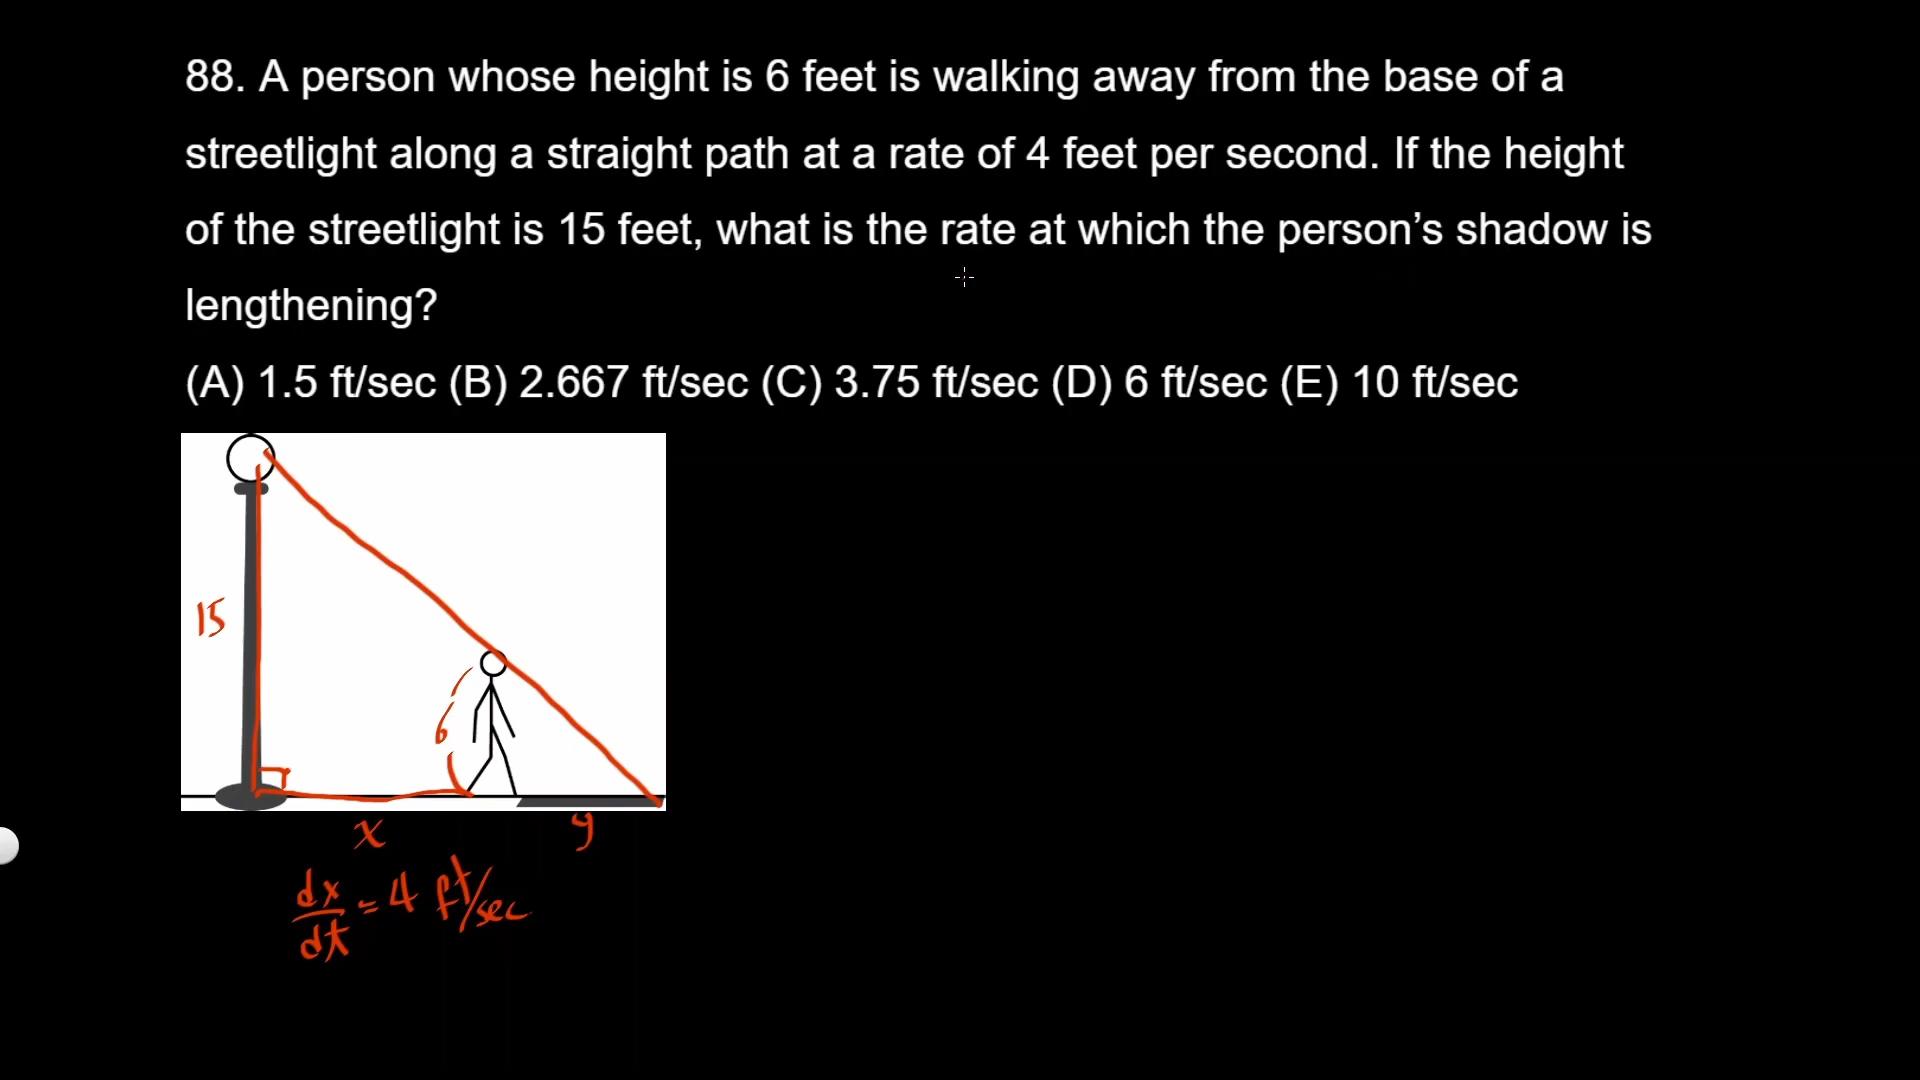 88. A person whose height is 6 feet is walking away from the base of a
streetlight along a straight path at a rate of 4 feet per second. If the height
of the streetlight is 15 feet, what is the rate at which the person’s shadow is
lengthening?
(A) 1.5 ft/sec (B) 2.667 ft/sec (C) 3.75 ft/sec (D) 6 ft/sec (E) 10 ft/sec
15
6
x y
dx/dt = 4 ft/sec